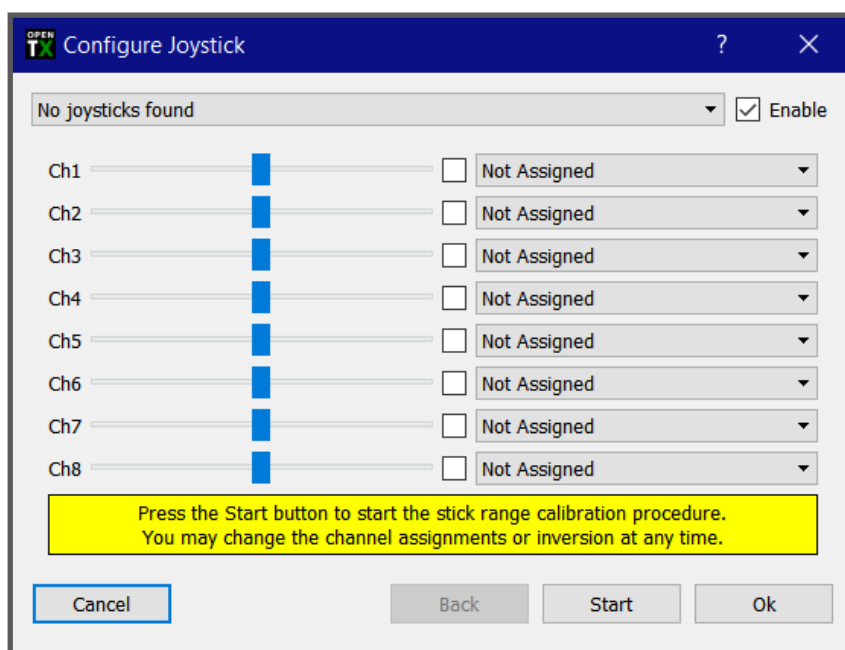 OPEN
TX
Configure Joystick
?
No joysticks found
Enable
Ch1
Not Assigned
Ch2
Not Assigned
Ch3
Not Assigned
Ch4
Not Assigned
Ch5
Not Assigned
Ch6
Not Assigned
Ch7
Not Assigned
Ch8
Not Assigned
Press the Start button to start the stick range calibration procedure.
You may change the channel assignments or inversion at any time.
Cancel
Back
Start
Ok